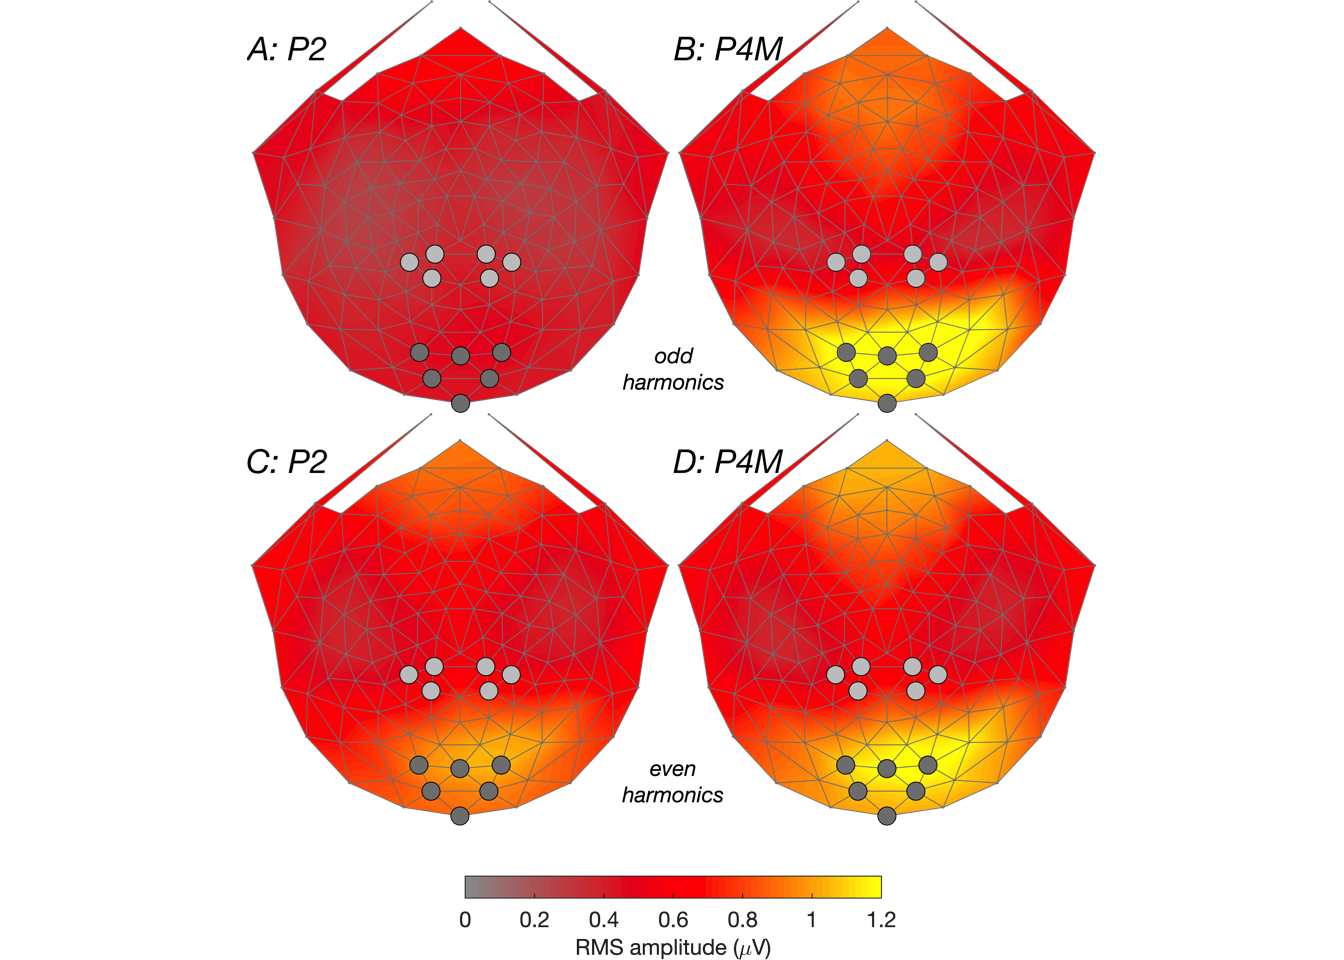 A: P2
B: P4M
odd
harmonics
C: P2
D: P4M
even
harmonics
0 0.2 0.4 0.6 0.8 1 1.2
RMS amplitude (μV)